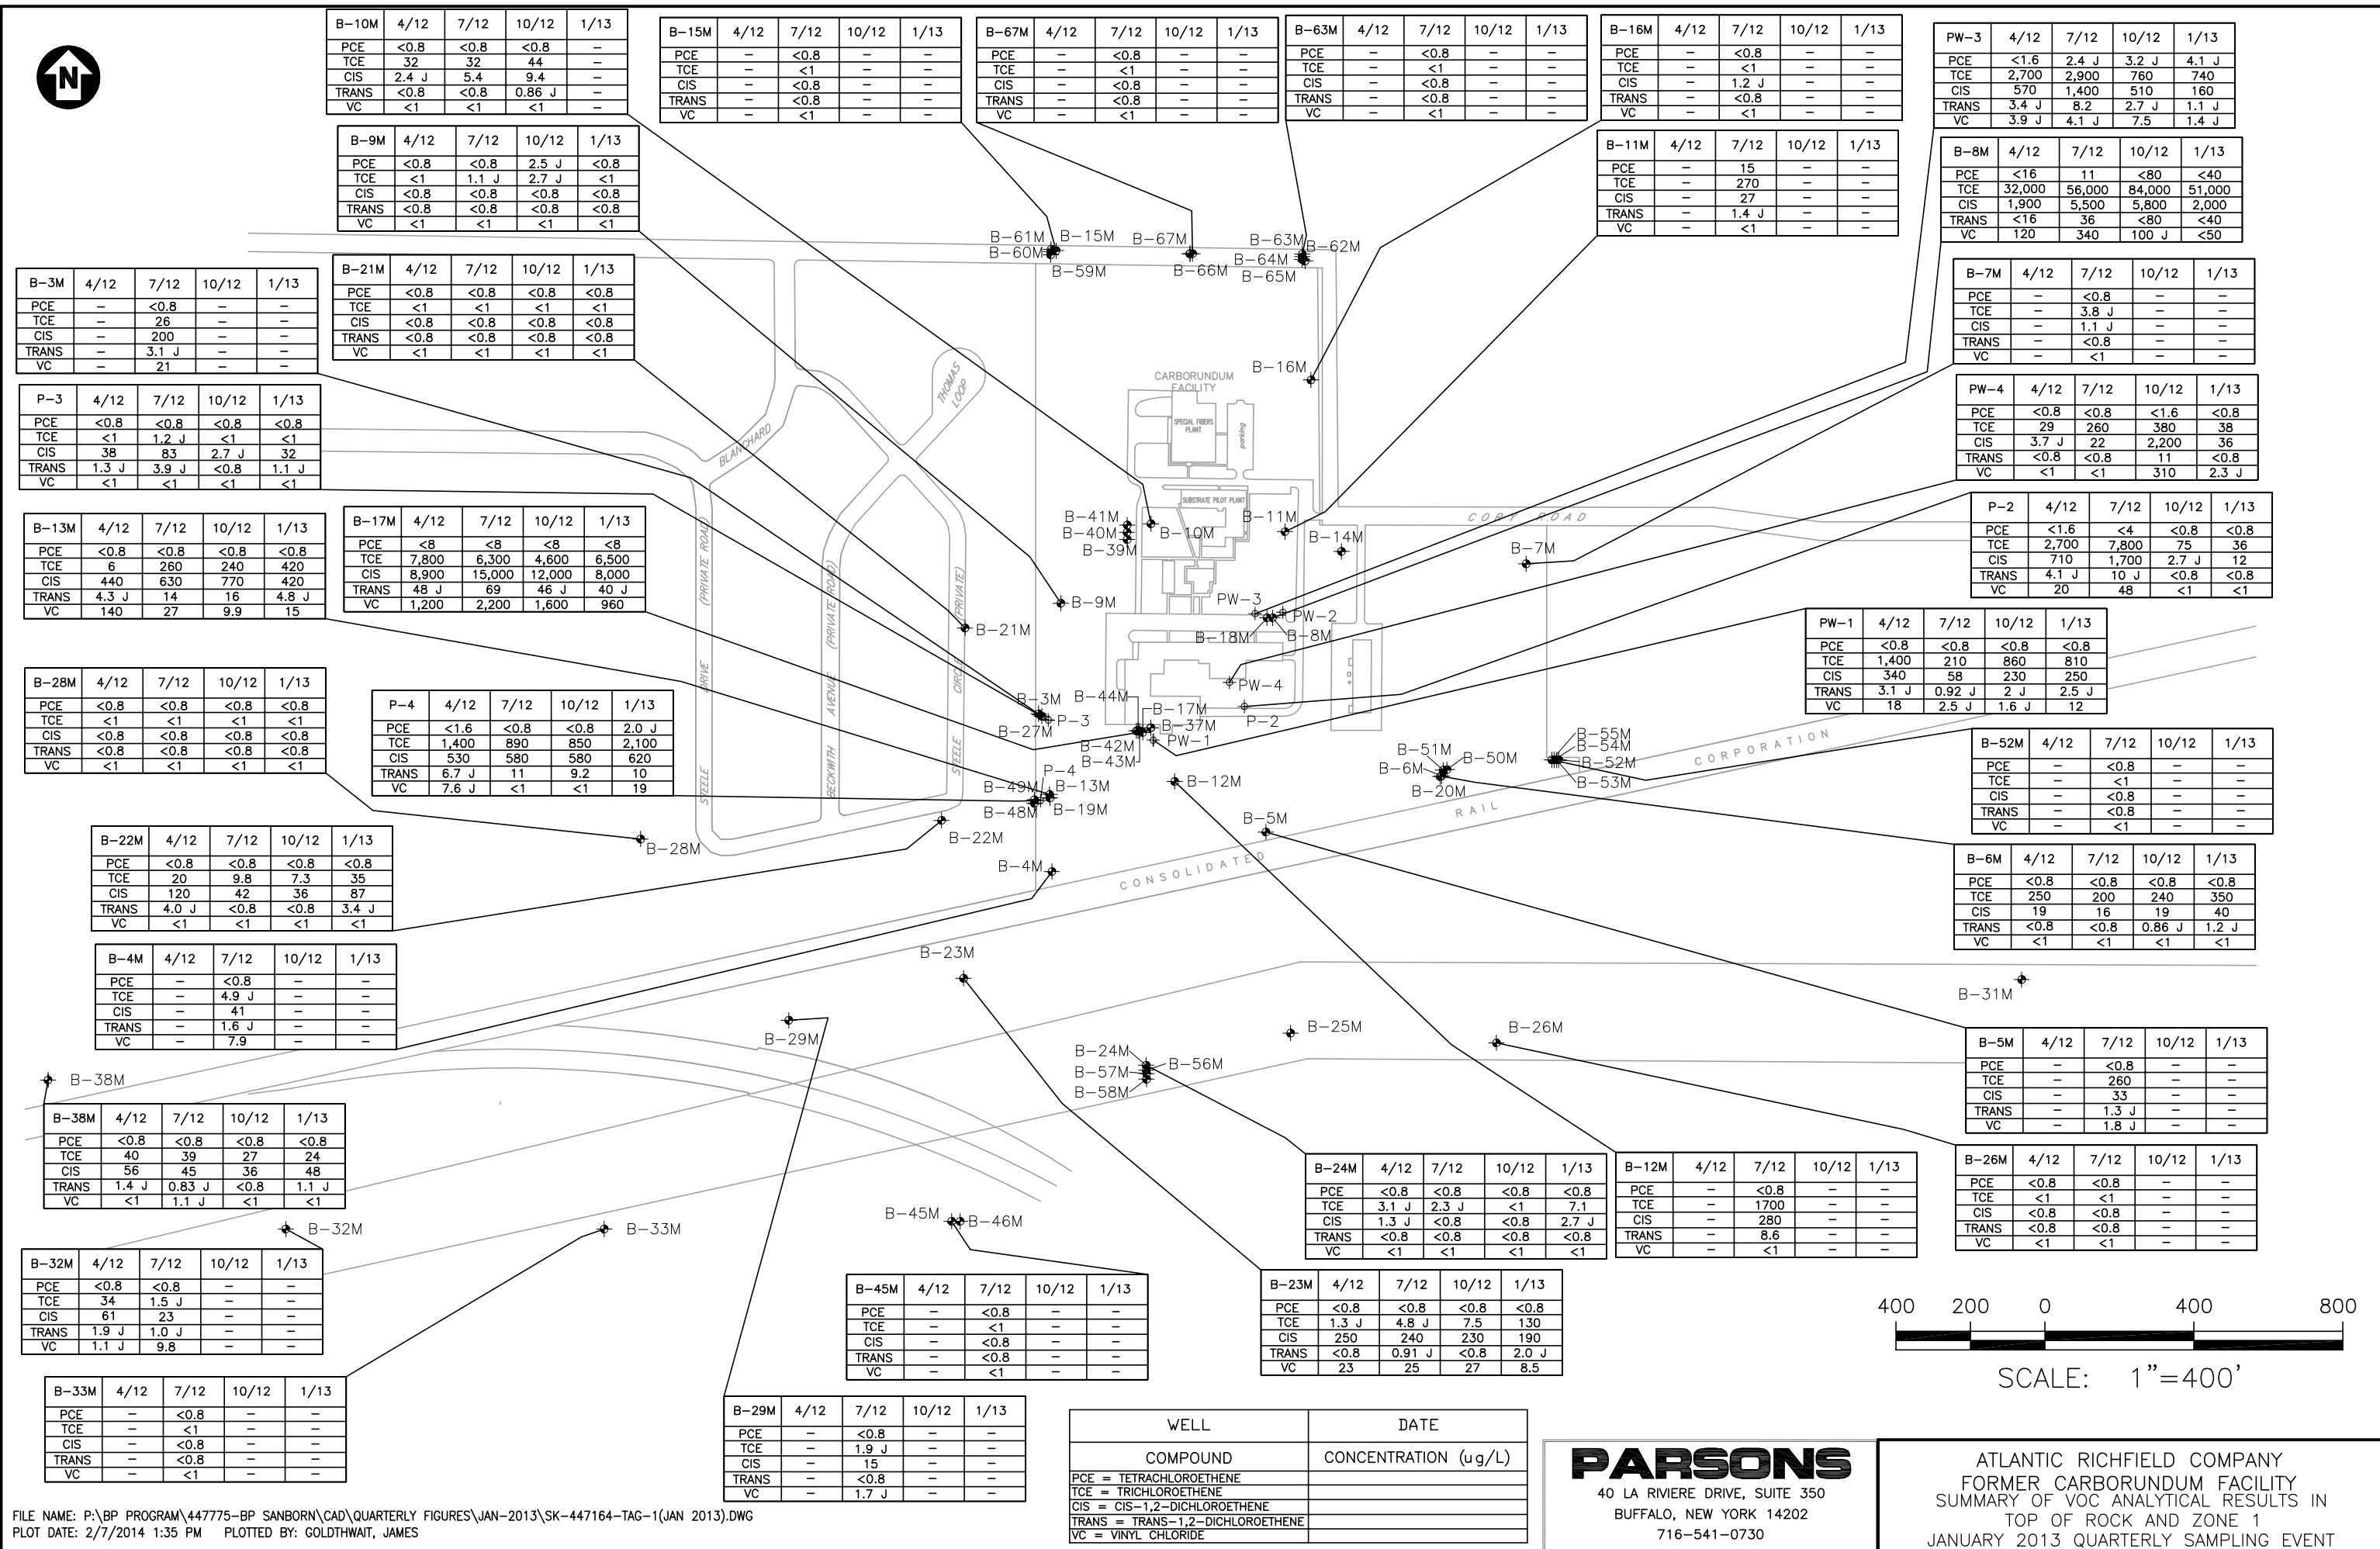 N
B-10M 4/12 7/12 10/12 1/13
PCE <0.8 <0.8 <0.8 -
TCE 32 32 44 -
CIS 2.4 J 5.4 9.4 -
TRANS <0.8 <0.8 0.86 J -
VC <1 <1 <1 -
B-15M 4/12 7/12 10/12 1/13
PCE - <0.8 - -
TCE - <1 - -
CIS - <0.8 - -
TRANS - <0.8 - -
VC - <1 - -
B-67M 4/12 7/12 10/12 1/13
PCE - <0.8 - -
TCE - <1 - -
CIS - <0.8 - -
TRANS - <0.8 - -
VC - <1 - -
B-63M 4/12 7/12 10/12 1/13
PCE - <0.8 - -
TCE - <1 - -
CIS - <0.8 - -
TRANS - <0.8 - -
VC - <1 - -
B-16M 4/12 7/12 10/12 1/13
PCE - <0.8 - -
TCE - <1 - -
CIS - 1.2 J - -
TRANS - <0.8 - -
VC - <1 - -
PW-3 4/12 7/12 10/12 1/13
PCE <1.6 2.4 J 3.2 J 4.1 J
TCE 2,700 2,900 760 740
CIS 570 1,400 510 160
TRANS 3.4 J 8.2 2.7 J 1.1 J
VC 3.9 J 4.1 J 7.5 1.4 J
B-9M 4/12 7/12 10/12 1/13
PCE <0.8 <0.8 2.5 J <0.8
TCE <1 1.1 J 2.7 J <1
CIS <0.8 <0.8 <0.8 <0.8
TRANS <0.8 <0.8 <0.8 <0.8
VC <1 <1 <1 <1
B-11M 4/12 7/12 10/12 1/13
PCE - 15 - -
TCE - 270 - -
CIS - 27 - -
TRANS - 1.4 J - -
VC - <1 - -
B-8M 4/12 7/12 10/12 1/13
PCE <16 11 <80 <40
TCE 32,000 56,000 84,000 51,000
CIS 1,900 5,500 5,800 2,000
TRANS <16 36 <80 <40
VC 120 340 100 J <50
B-3M 4/12 7/12 10/12 1/13
PCE - <0.8 - -
TCE - 26 - -
CIS - 200 - -
TRANS - 3.1 J - -
VC - 21 - -
B-21M 4/12 7/12 10/12 1/13
PCE <0.8 <0.8 <0.8 <0.8
TCE <1 <1 <1 <1
CIS <0.8 <0.8 <0.8 <0.8
TRANS <0.8 <0.8 <0.8 <0.8
VC <1 <1 <1 <1
B-7M 4/12 7/12 10/12 1/13
PCE - <0.8 - -
TCE - 3.8 J - -
CIS - 1.1 J - -
TRANS - <0.8 - -
VC - <1 - -
P-3 4/12 7/12 10/12 1/13
PCE <0.8 <0.8 <0.8 <0.8
TCE <1 1.2 J <1 <1
CIS 38 83 2.7 J 32
TRANS 1.3 J 3.9 J <0.8 1.1 J
VC <1 <1 <1 <1
PW-4 4/12 7/12 10/12 1/13
PCE <0.8 <0.8 <1.6 <0.8
TCE 29 260 380 38
CIS 3.7 J 22 2,200 36
TRANS <0.8 <0.8 11 <0.8
VC <1 <1 310 2.3 J
B-13M 4/12 7/12 10/12 1/13
PCE <0.8 <0.8 <0.8 <0.8
TCE 6 260 240 420
CIS 440 630 770 420
TRANS 4.3 J 14 16 4.8 J
VC 140 27 9.9 15
B-17M 4/12 7/12 10/12 1/13
PCE <8 <8 <8 <8
TCE 7,800 6,300 4,600 6,500
CIS 8,900 15,000 12,000 8,000
TRANS 48 J 69 46 J 40 J
VC 1,200 2,200 1,600 960
P-2 4/12 7/12 10/12 1/13
PCE <1.6 <4 <0.8 <0.8
TCE 2,700 7,800 75 36
CIS 710 1,700 2.7 J 12
TRANS 4.1 J 10 J <0.8 <0.8
VC 20 48 <1 <1
PW-1 4/12 7/12 10/12 1/13
PCE <0.8 <0.8 <0.8 <0.8
TCE 1,400 210 860 810
CIS 340 58 230 250
TRANS 3.1 J 0.92 J 2 J 2.5 J
VC 18 2.5 J 1.6 J 12
B-28M 4/12 7/12 10/12 1/13
PCE <0.8 <0.8 <0.8 <0.8
TCE <1 <1 <1 <1
CIS <0.8 <0.8 <0.8 <0.8
TRANS <0.8 <0.8 <0.8 <0.8
VC <1 <1 <1 <1
P-4 4/12 7/12 10/12 1/13
PCE <1.6 <0.8 <0.8 2.0 J
TCE 1,400 890 850 2,100
CIS 530 580 580 620
TRANS 6.7 J 11 9.2 10
VC 7.6 J <1 <1 19
B-52M 4/12 7/12 10/12 1/13
PCE - <0.8 - -
TCE - <1 - -
CIS - <0.8 - -
TRANS - <0.8 - -
VC - <1 - -
B-22M 4/12 7/12 10/12 1/13
PCE <0.8 <0.8 <0.8 <0.8
TCE 20 9.8 7.3 35
CIS 120 42 36 87
TRANS 4.0 J <0.8 <0.8 3.4 J
VC <1 <1 <1 <1
B-6M 4/12 7/12 10/12 1/13
PCE <0.8 <0.8 <0.8 <0.8
TCE 250 200 240 350
CIS 19 16 19 40
TRANS <0.8 <0.8 0.86 J 1.2 J
VC <1 <1 <1 <1
B-4M 4/12 7/12 10/12 1/13
PCE - <0.8 - -
TCE - 4.9 J - -
CIS - 41 - -
TRANS - 1.6 J - -
VC - 7.9 - -
B-5M 4/12 7/12 10/12 1/13
PCE - <0.8 - -
TCE - 260 - -
CIS - 33 - -
TRANS - 1.3 J - -
VC - 1.8 J - -
B-38M 4/12 7/12 10/12 1/13
PCE <0.8 <0.8 <0.8 <0.8
TCE 40 39 27 24
CIS 56 45 36 48
TRANS 1.4 J 0.83 J <0.8 1.1 J
VC <1 1.1 J <1 <1
B-24M 4/12 7/12 10/12 1/13
PCE <0.8 <0.8 <0.8 <0.8
TCE 3.1 J 2.3 J <1 7.1
CIS 1.3 J <0.8 <0.8 2.7 J
TRANS <0.8 <0.8 <0.8 <0.8
VC <1 <1 <1 <1
B-12M 4/12 7/12 10/12 1/13
PCE - <0.8 - -
TCE - 1700 - -
CIS - 280 - -
TRANS - 8.6 - -
VC - <1 - -
B-26M 4/12 7/12 10/12 1/13
PCE <0.8 <0.8 - -
TCE <1 <1 - -
CIS <0.8 <0.8 - -
TRANS <0.8 <0.8 - -
VC <1 <1 - -
B-32M 4/12 7/12 10/12 1/13
PCE <0.8 <0.8 - -
TCE 34 1.5 J - -
CIS 61 23 - -
TRANS 1.9 J 1.0 J - -
VC 1.1 J 9.8 - -
B-45M 4/12 7/12 10/12 1/13
PCE - <0.8 - -
TCE - <1 - -
CIS - <0.8 - -
TRANS - <0.8 - -
VC - <1 - -
B-23M 4/12 7/12 10/12 1/13
PCE <0.8 <0.8 <0.8 <0.8
TCE 1.3 J 4.8 J 7.5 130
CIS 250 240 230 190
TRANS <0.8 0.91 J <0.8 2.0 J
VC 23 25 27 8.5
B-33M 4/12 7/12 10/12 1/13
PCE - <0.8 - -
TCE - <1 - -
CIS - <0.8 - -
TRANS - <0.8 - -
VC - <1 - -
B-29M 4/12 7/12 10/12 1/13
PCE - <0.8 - -
TCE - 1.9 J - -
CIS - 15 - -
TRANS - <0.8 - -
VC - 1.7 J - -
B-61M
B-15M
B-67M
B-63M
B-62M
B-60M
B-59M
B-66M
B-64M
B-65M
B-16M
CARBORUNDUM
FACILITY
SPECIAL FIBERS
PLANT
parking
SUBSTRATE PILOT PLANT
THOMAS
LOOP
BLANCHARD
STEELE DRIVE (PRIVATE ROAD)
BECKWITH AVENUE (PRIVATE ROAD)
STEELE CIRCLE (PRIVATE)
CORY ROAD
B-41M
B-40M
B-39M
B-10M
B-11M
B-14M
B-7M
B-9M
B-21M
PW-3
PW-2
B-18M
B-8M
PW-4
P-2
B-3M
P-3
B-27M
B-44M
B-17M
B-37M
B-42M
B-43M
PW-1
B-12M
P-4
B-49M
B-13M
B-48M
B-19M
B-51M
B-50M
B-6M
B-20M
B-55M
B-54M
B-52M
B-53M
B-5M
B-28M
B-22M
B-4M
CONSOLIDATED RAIL CORPORATION
B-23M
B-29M
B-24M
B-56M
B-57M
B-58M
B-25M
B-26M
B-31M
B-38M
B-32M
B-33M
B-45M
B-46M
400 200 0 400 800
SCALE: 1"=400'
WELL DATE
COMPOUND CONCENTRATION (ug/L)
PCE = TETRACHLOROETHENE
TCE = TRICHLOROETHENE
CIS = CIS-1,2-DICHLOROETHENE
TRANS = TRANS-1,2-DICHLOROETHENE
VC = VINYL CHLORIDE
PARSONS
40 LA RIVIERE DRIVE, SUITE 350
BUFFALO, NEW YORK 14202
716-541-0730
ATLANTIC RICHFIELD COMPANY
FORMER CARBORUNDUM FACILITY
SUMMARY OF VOC ANALYTICAL RESULTS IN
TOP OF ROCK AND ZONE 1
JANUARY 2013 QUARTERLY SAMPLING EVENT
FILE NAME: P:\BP PROGRAM\447775-BP SANBORN\CAD\QUARTERLY FIGURES\JAN-2013\SK-447164-TAG-1(JAN 2013).DWG
PLOT DATE: 2/7/2014 1:35 PM PLOTTED BY: GOLDTHWAIT, JAMES